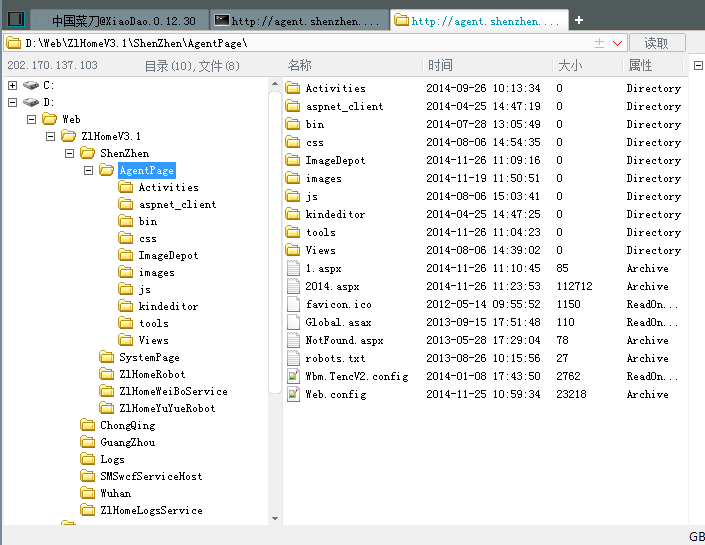 中国菜刀@XiaoDao.0.12.30 http://agent.shenzhen.... http://agent.shenzhen.... +
D:\Web\ZlHomeV3.1\ShenZhen\AgentPage\ 读取
202.170.137.103 目录(10),文件(8) 名称 时间 大小 属性
C:
D:
Web
ZlHomeV3.1
ShenZhen
AgentPage
Activities
aspnet_client
bin
css
ImageDepot
images
js
kindeditor
tools
Views
SystemPage
ZlHomeRobot
ZlHomeWeiBoService
ZlHomeYuYueRobot
ChongQing
GuangZhou
Logs
SMSwcfServiceHost
Wuhan
ZlHomeLogsService
Activities 2014-09-26 10:13:34 0 Directory
aspnet_client 2014-04-25 14:47:19 0 Directory
bin 2014-07-28 13:05:49 0 Directory
css 2014-08-06 14:54:35 0 Directory
ImageDepot 2014-11-26 11:09:16 0 Directory
images 2014-11-19 11:50:51 0 Directory
js 2014-08-06 15:03:41 0 Directory
kindeditor 2014-04-25 14:47:25 0 Directory
tools 2014-11-26 11:04:23 0 Directory
Views 2014-08-06 14:39:02 0 Directory
1.aspx 2014-11-26 11:10:45 85 Archive
2014.aspx 2014-11-26 11:23:53 112712 Archive
favicon.ico 2012-05-14 09:55:52 1150 ReadOn...
Global.asax 2013-09-15 17:51:48 110 ReadOn...
NotFound.aspx 2013-05-28 17:29:04 78 Archive
robots.txt 2013-08-26 10:15:56 27 Archive
Wbm.TencV2.config 2014-01-08 17:43:50 2762 ReadOn...
Web.config 2014-11-25 10:59:34 23218 Archive
GB